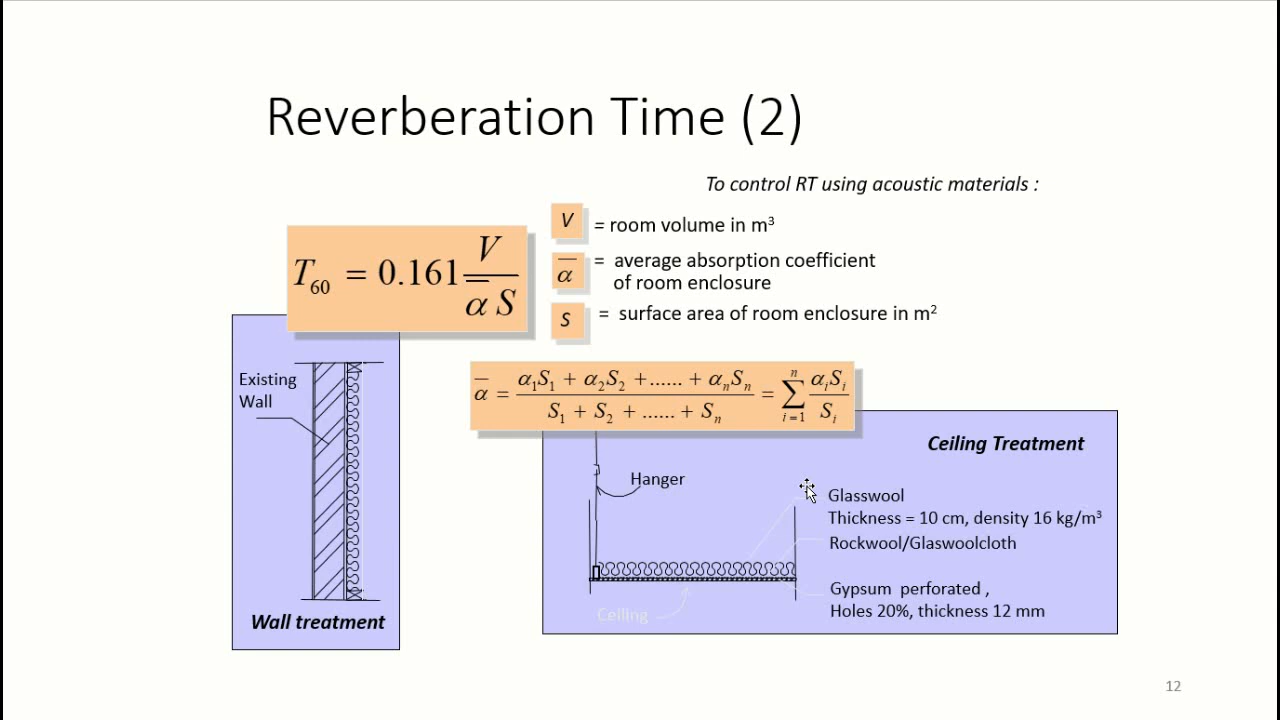 Reverberation Time (2)
To control RT using acoustic materials :
T₆₀ = 0.161 V / α̅ S
V = room volume in m³
α̅ = average absorption coefficient
of room enclosure
S = surface area of room enclosure in m²
α̅ = (α₁S₁ + α₂S₂ + ...... + αₙSₙ) / (S₁ + S₂ + ...... + Sₙ) = ∑ⁿᵢ₌₁ αᵢSᵢ / Sᵢ
Existing
Wall
Wall treatment
Ceiling Treatment
Hanger
Glasswool
Thickness = 10 cm, density 16 kg/m³
Rockwool/Glaswoolcloth
Gypsum perforated ,
Holes 20%, thickness 12 mm
Ceiling
12